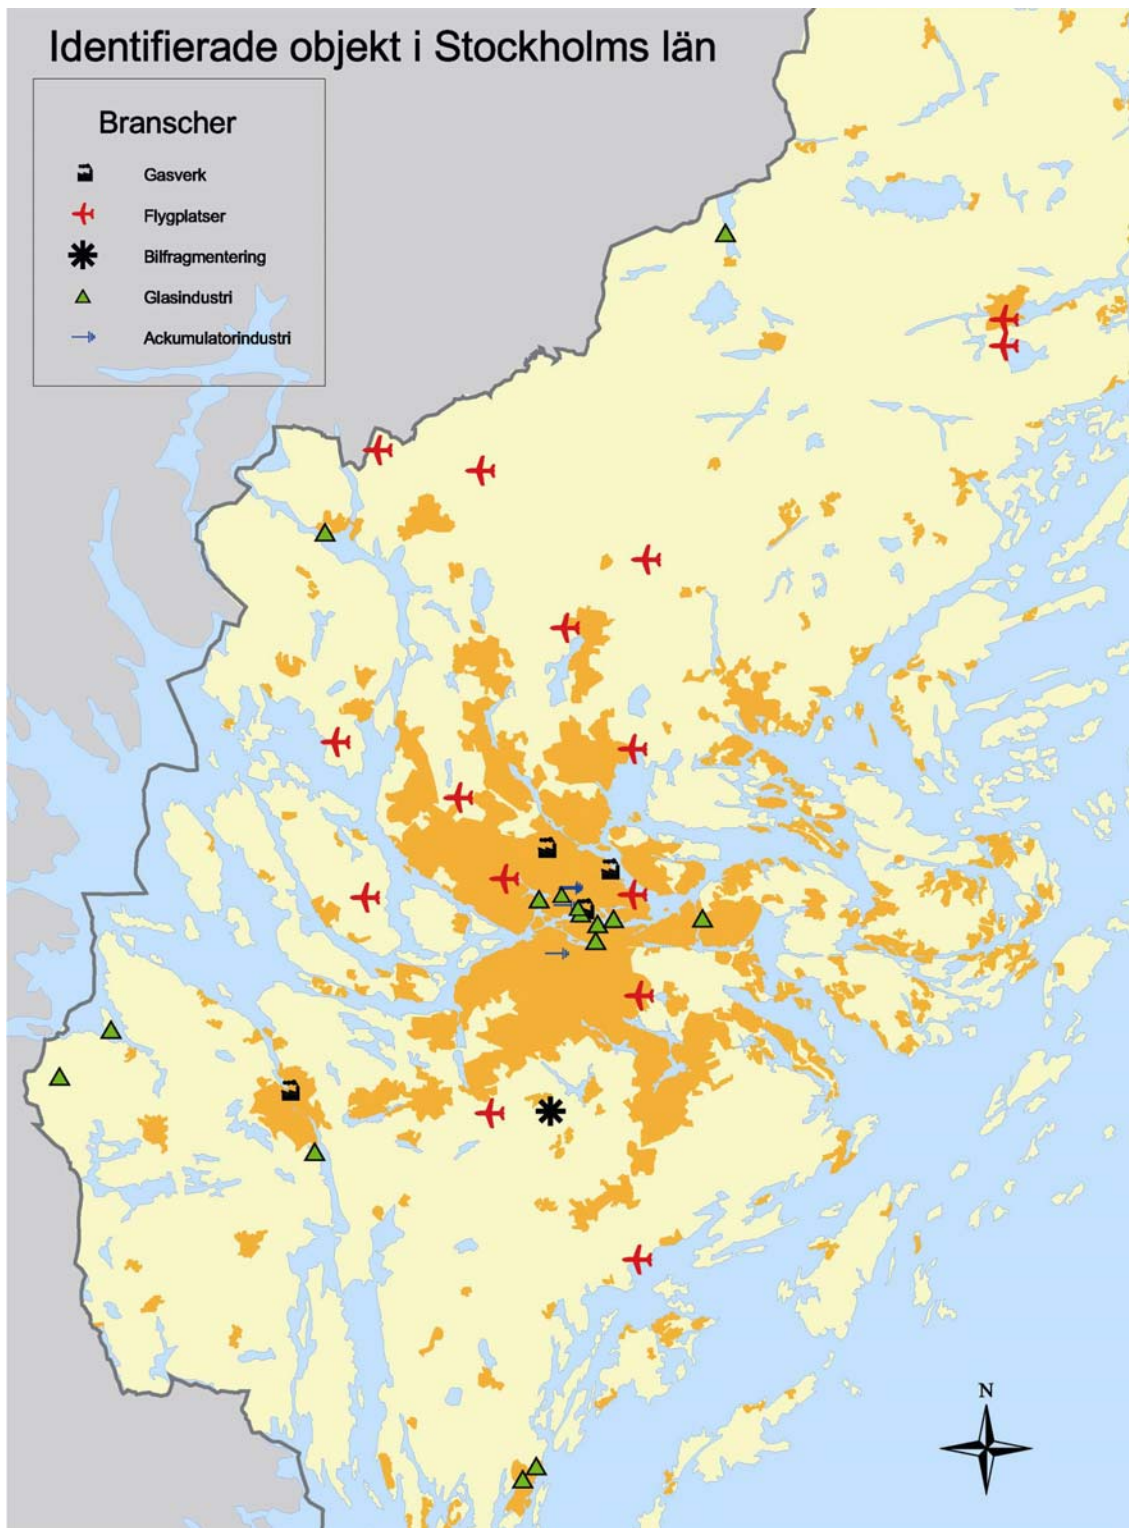 Identifierade objekt i Stockholms län
Branscher
Gasverk
Flygplatser
Bilfragmentering
Glasindustri
Ackumulatorindustri
N